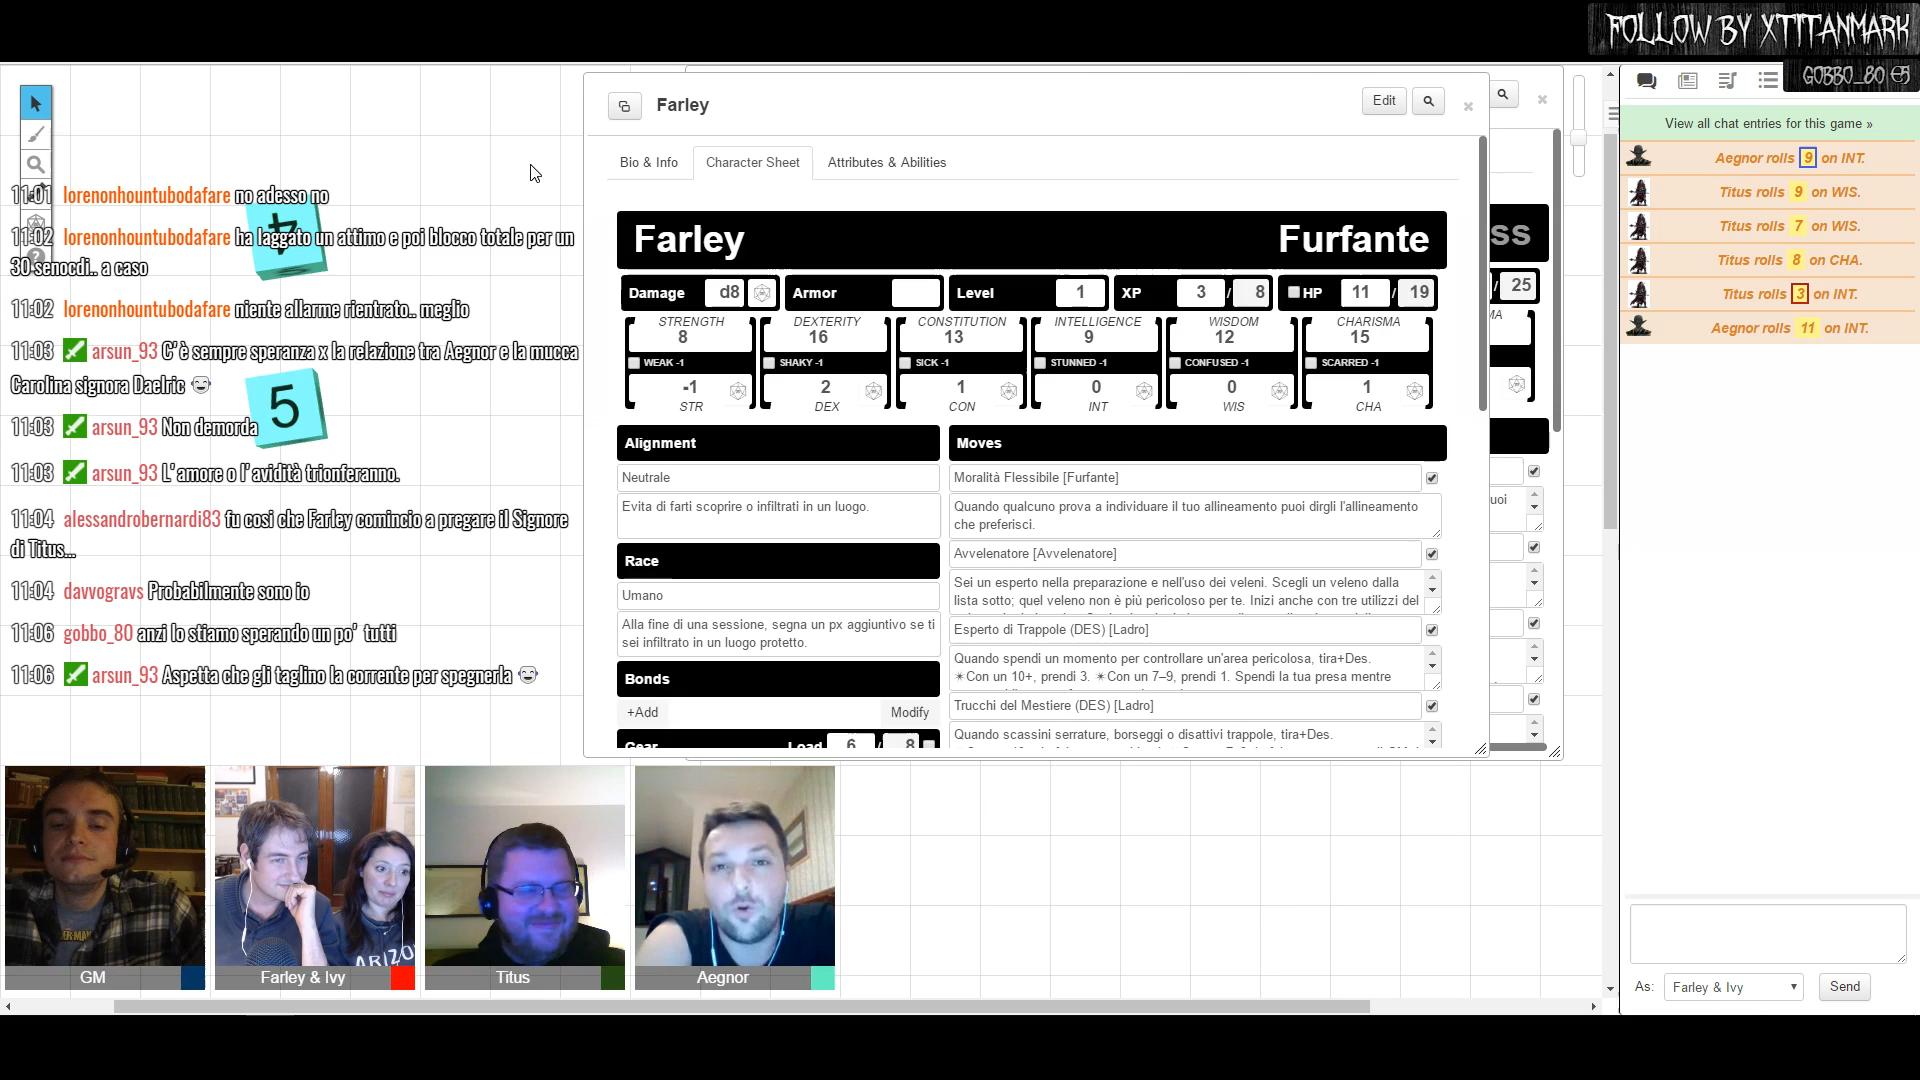 FOLLOW BY XTITANMARK
GOBBO_80
11:01 lorenonhountubodafare no adesso no
11:02 lorenonhountubodafare ha laggato un attimo e poi blocco totale per un
30 senocdi.. a caso
11:02 lorenonhountubodafare niente allarme rientrato.. meglio
11:03 arsun_93 C'è sempre speranza x la relazione tra Aegnor e la mucca
Carolina signora Daelric
11:03 arsun_93 Non demorda
11:03 arsun_93 L'amore o l'avidità trionferanno.
11:04 alessandrobernardi83 fu cosi che Farley comincio a pregare il Signore
di Titus...
11:04 davvogravs Probabilmente sono io
11:06 gobbo_80 anzi lo stiamo sperando un po' tutti
11:06 arsun_93 Aspetta che gli taglino la corrente per spegnerla
4
5
Farley
Edit
Bio & Info Character Sheet Attributes & Abilities
Farley Furfante
Damage d8 Armor Level 1 XP 3 / 8 HP 11 / 19
STRENGTH DEXTERITY CONSTITUTION INTELLIGENCE WISDOM CHARISMA
8 16 13 9 12 15
WEAK -1 SHAKY -1 SICK -1 STUNNED -1 CONFUSED -1 SCARRED -1
-1 2 1 0 0 1
STR DEX CON INT WIS CHA
Alignment
Neutrale
Evita di farti scoprire o infiltrati in un luogo.
Race
Umano
Alla fine di una sessione, segna un px aggiuntivo se ti
sei infiltrato in un luogo protetto.
Bonds
+Add Modify
Gear Load 6 / 8
Moves
Moralità Flessibile [Furfante]
Quando qualcuno prova a individuare il tuo allineamento puoi dirgli l'allineamento
che preferisci.
Avvelenatore [Avvelenatore]
Sei un esperto nella preparazione e nell'uso dei veleni. Scegli un veleno dalla
lista sotto; quel veleno non è più pericoloso per te. Inizi anche con tre utilizzi del
Esperto di Trappole (DES) [Ladro]
Quando spendi un momento per controllare un'area pericolosa, tira+Des.
✶Con un 10+, prendi 3. ✶Con un 7–9, prendi 1. Spendi la tua presa mentre
Trucchi del Mestiere (DES) [Ladro]
Quando scassini serrature, borseggi o disattivi trappole, tira+Des.
ss
/ 25
MA
uoi
View all chat entries for this game »
Aegnor rolls 9 on INT.
Titus rolls 9 on WIS.
Titus rolls 7 on WIS.
Titus rolls 8 on CHA.
Titus rolls 3 on INT.
Aegnor rolls 11 on INT.
As: Farley & Ivy Send
ARIZO
GM
Farley & Ivy
Titus
Aegnor